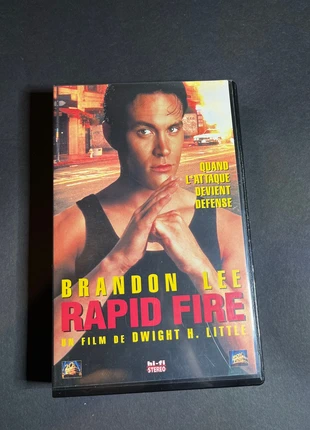 QUAND
L'ATTAQUE
DEVIENT
DÉFENSE
BRANDON LEE
RAPID FIRE
UN FILM DE DWIGHT H. LITTLE
hi-fi
STEREO